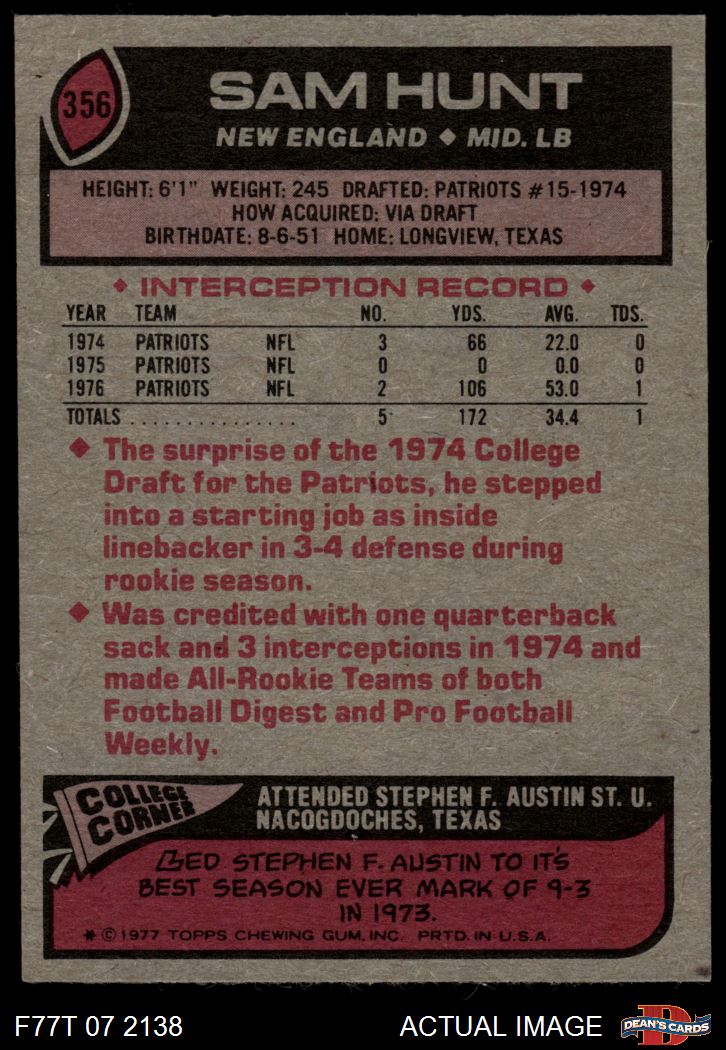 356
SAM HUNT
NEW ENGLAND ◆ MID. LB
HEIGHT: 6'1" WEIGHT: 245 DRAFTED: PATRIOTS #15-1974
HOW ACQUIRED: VIA DRAFT
BIRTHDATE: 8-6-51 HOME: LONGVIEW, TEXAS
◆ INTERCEPTION RECORD ◆
YEAR TEAM NO. YDS. AVG. TDS.
1974 PATRIOTS NFL 3 66 22.0 0
1975 PATRIOTS NFL 0 0 0.0 0
1976 PATRIOTS NFL 2 106 53.0 1
TOTALS . . . . . . . . . . . . . . . 5 172 34.4 1
◆ The surprise of the 1974 College
Draft for the Patriots, he stepped
into a starting job as inside
linebacker in 3-4 defense during
rookie season.
◆ Was credited with one quarterback
sack and 3 interceptions in 1974 and
made All-Rookie Teams of both
Football Digest and Pro Football
Weekly.
COLLEGE
CORNER
ATTENDED STEPHEN F. AUSTIN ST. U.
NACOGDOCHES, TEXAS
LED STEPHEN F. AUSTIN TO IT'S
BEST SEASON EVER MARK OF 9-3
IN 1973.
* © 1977 TOPPS CHEWING GUM, INC. PRTD. IN U.S.A.
F77T 07 2138
ACTUAL IMAGE
D
DEAN'S CARDS